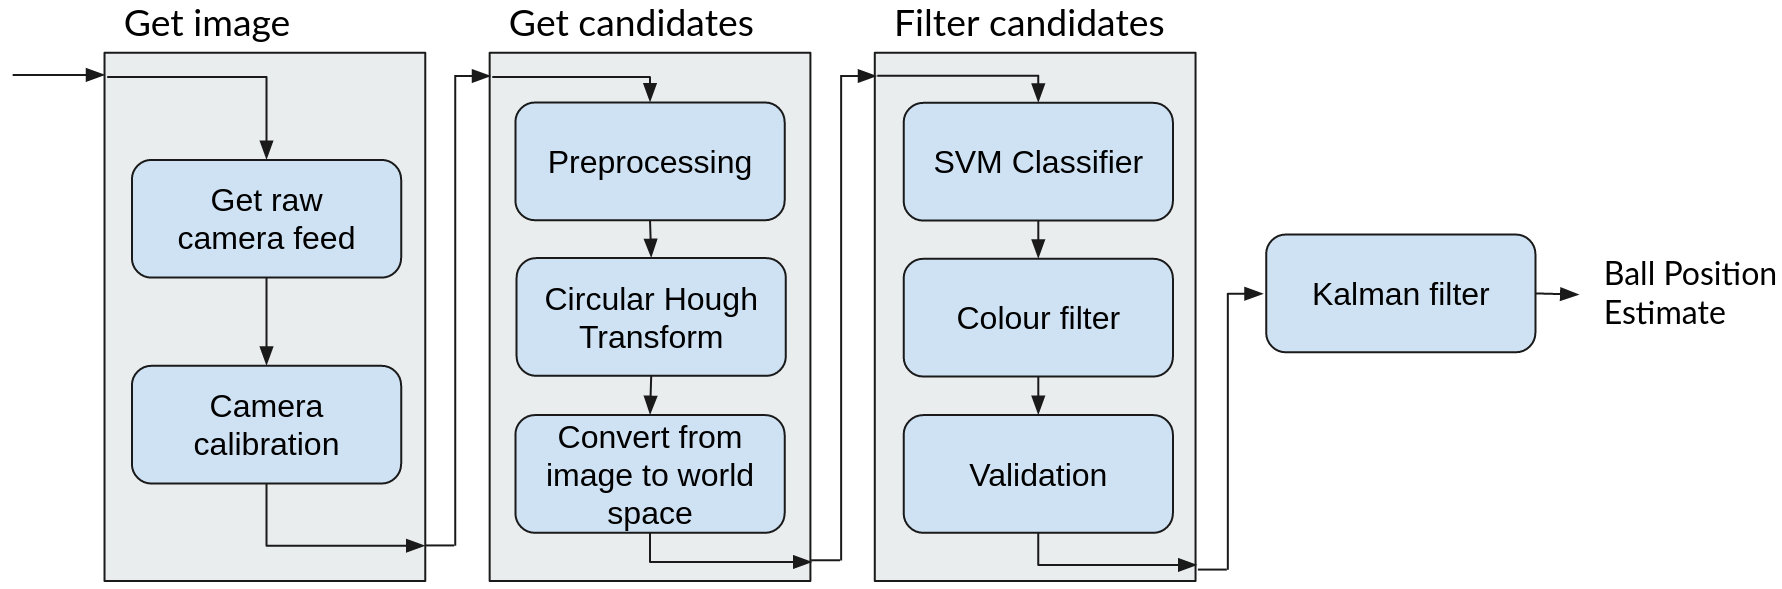 Get image
Get raw
camera feed
Camera
calibration
Get candidates
Preprocessing
Circular Hough
Transform
Convert from
image to world
space
Filter candidates
SVM Classifier
Colour filter
Validation
Kalman filter
Ball Position
Estimate